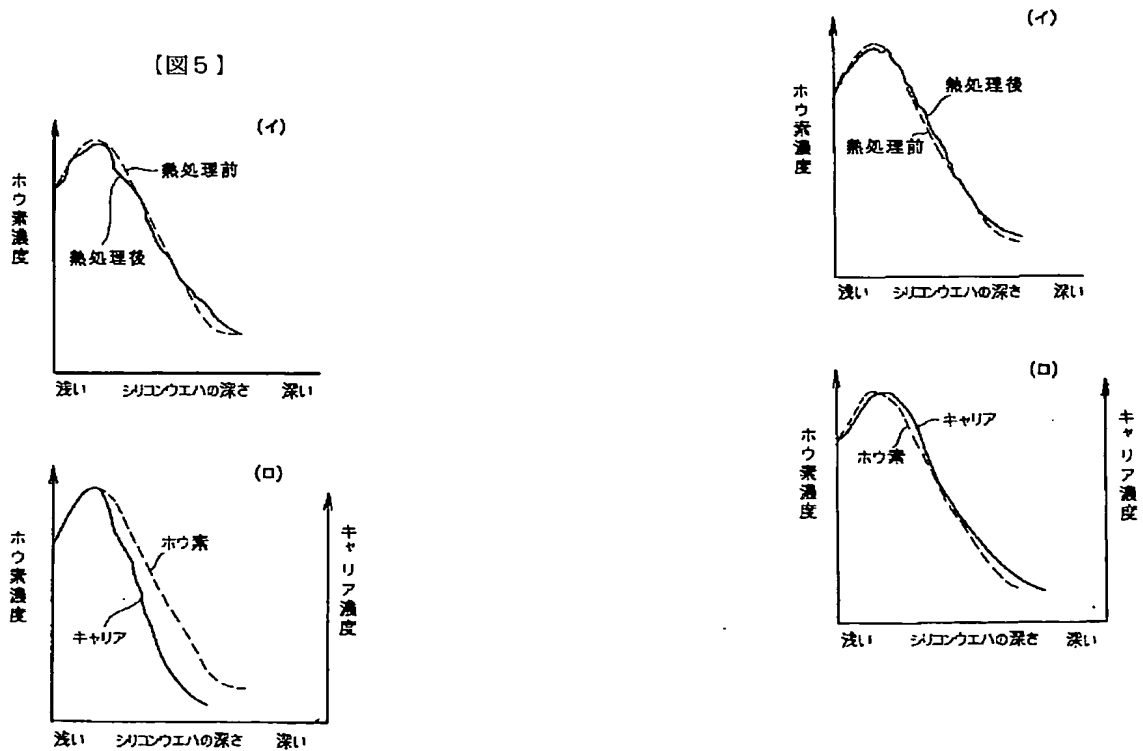 【図5】
(イ)
ホウ素濃度
熱処理前
熱処理後
浅い シリコンウエハの深さ 深い
(ロ)
ホウ素濃度
キャリア濃度
ホウ素
キャリア
浅い シリコンウエハの深さ 深い
(イ)
ホウ素濃度
熱処理後
熱処理前
浅い シリコンウエハの深さ 深い
(ロ)
ホウ素濃度
キャリア濃度
キャリア
ホウ素
浅い シリコンウエハの深さ 深い